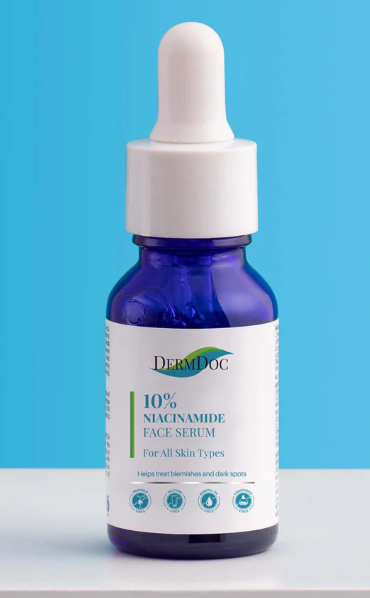 DERMDOC
10%
NIACINAMIDE
FACE SERUM
For All Skin Types
Helps treat blemishes and dark spots